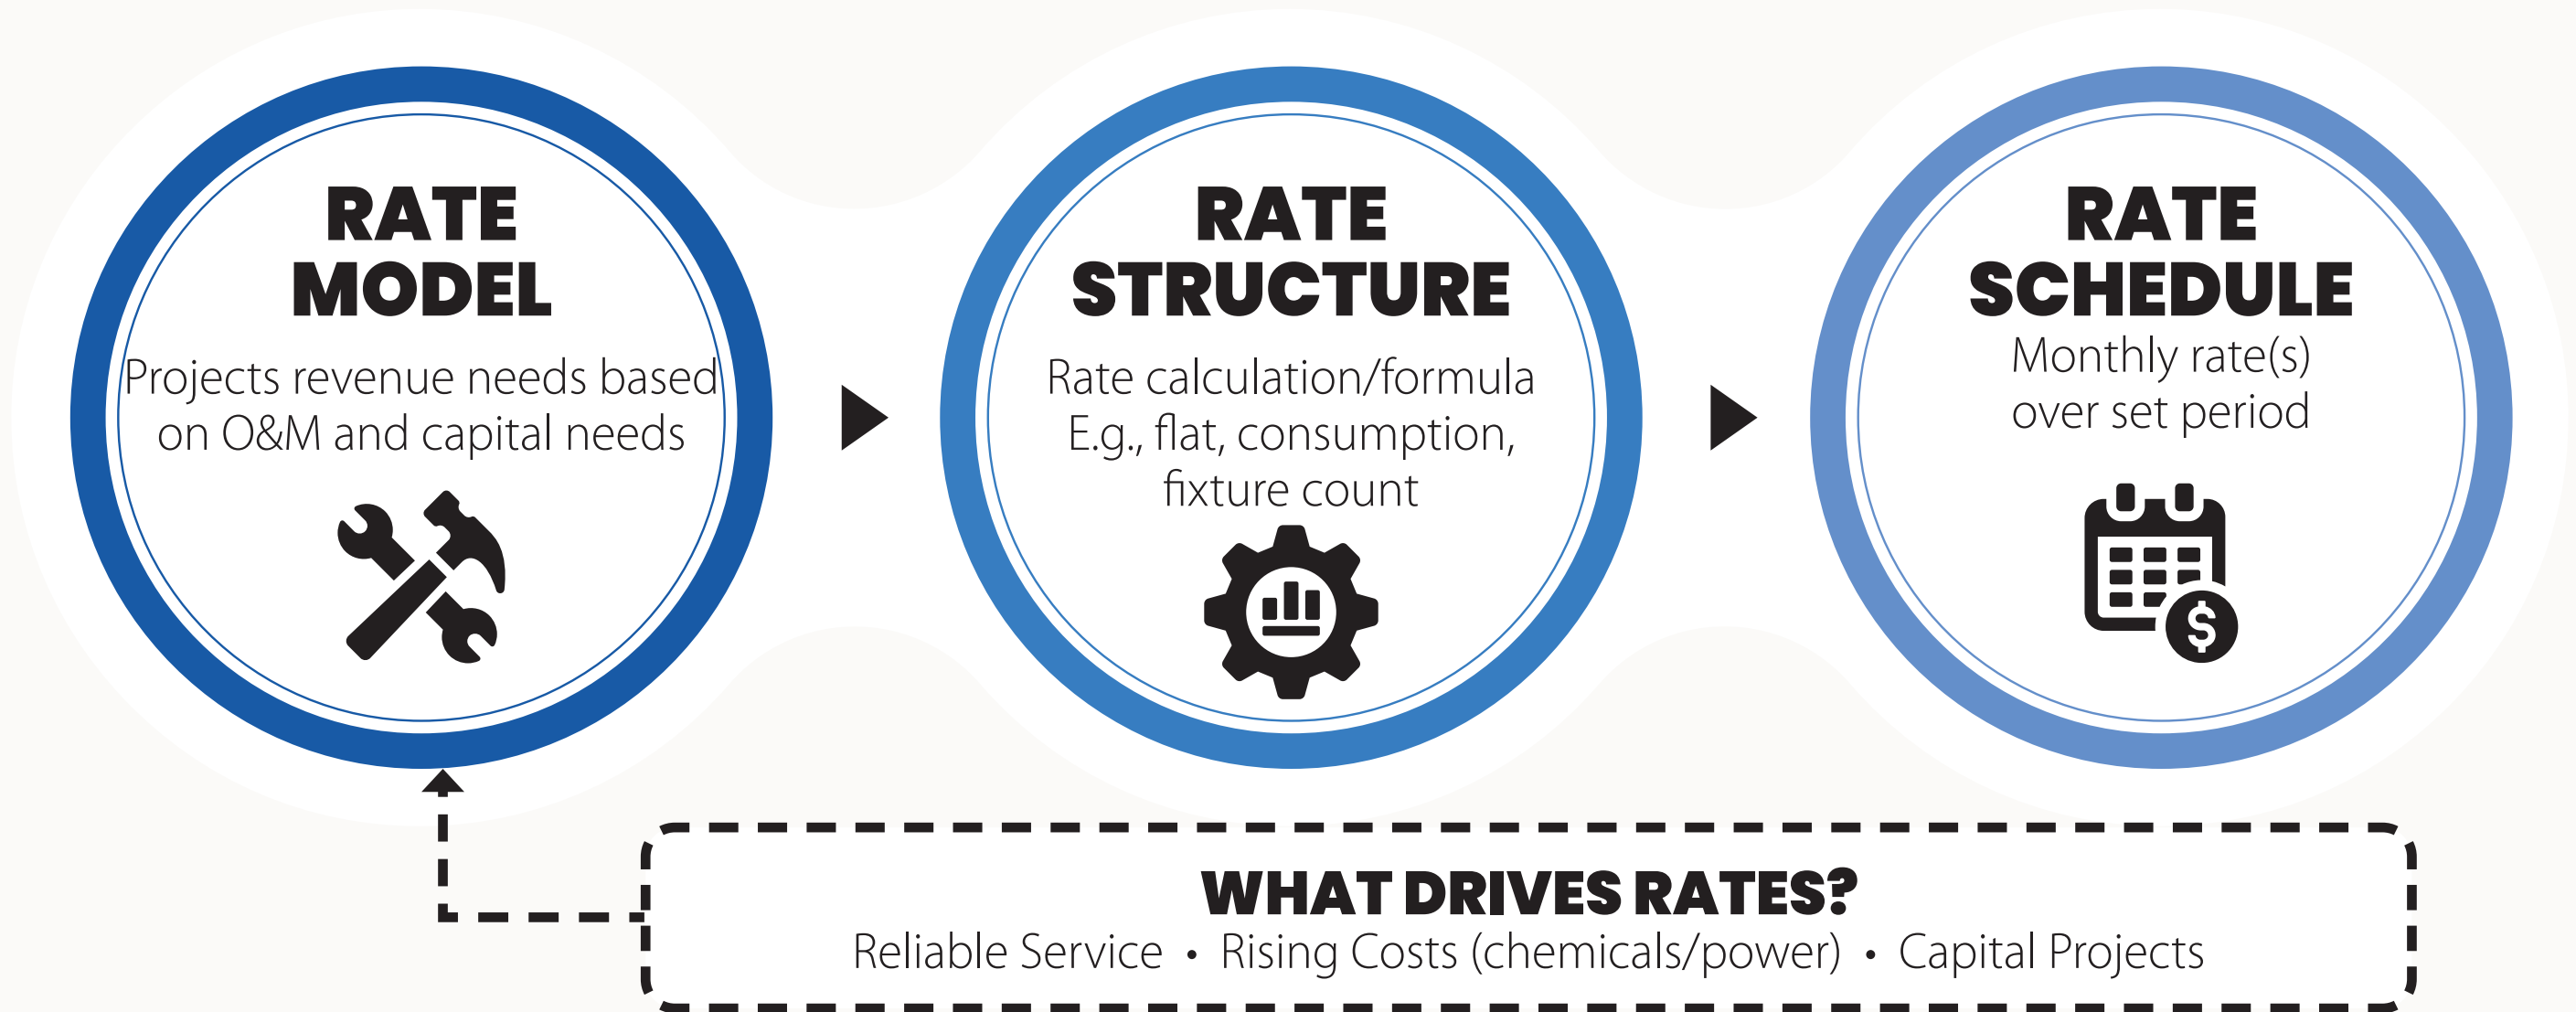 RATE
MODEL
Projects revenue needs based
on O&M and capital needs
RATE
STRUCTURE
Rate calculation/formula
E.g., flat, consumption,
fixture count
RATE
SCHEDULE
Monthly rate(s)
over set period
$
WHAT DRIVES RATES?
Reliable Service • Rising Costs (chemicals/power) • Capital Projects